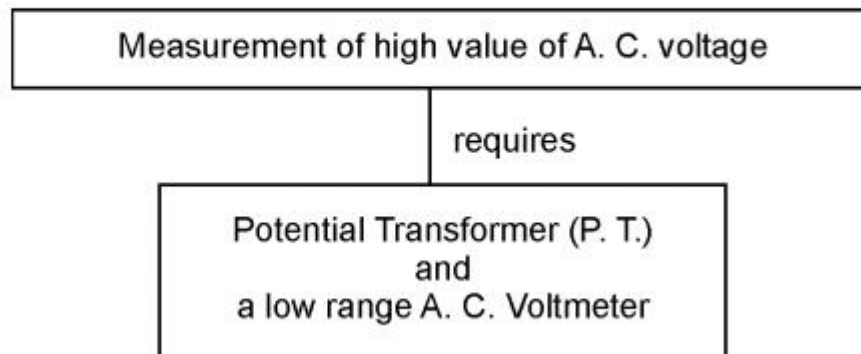 Measurement of high value of A. C. voltage
requires
Potential Transformer (P. T.)
and
a low range A. C. Voltmeter